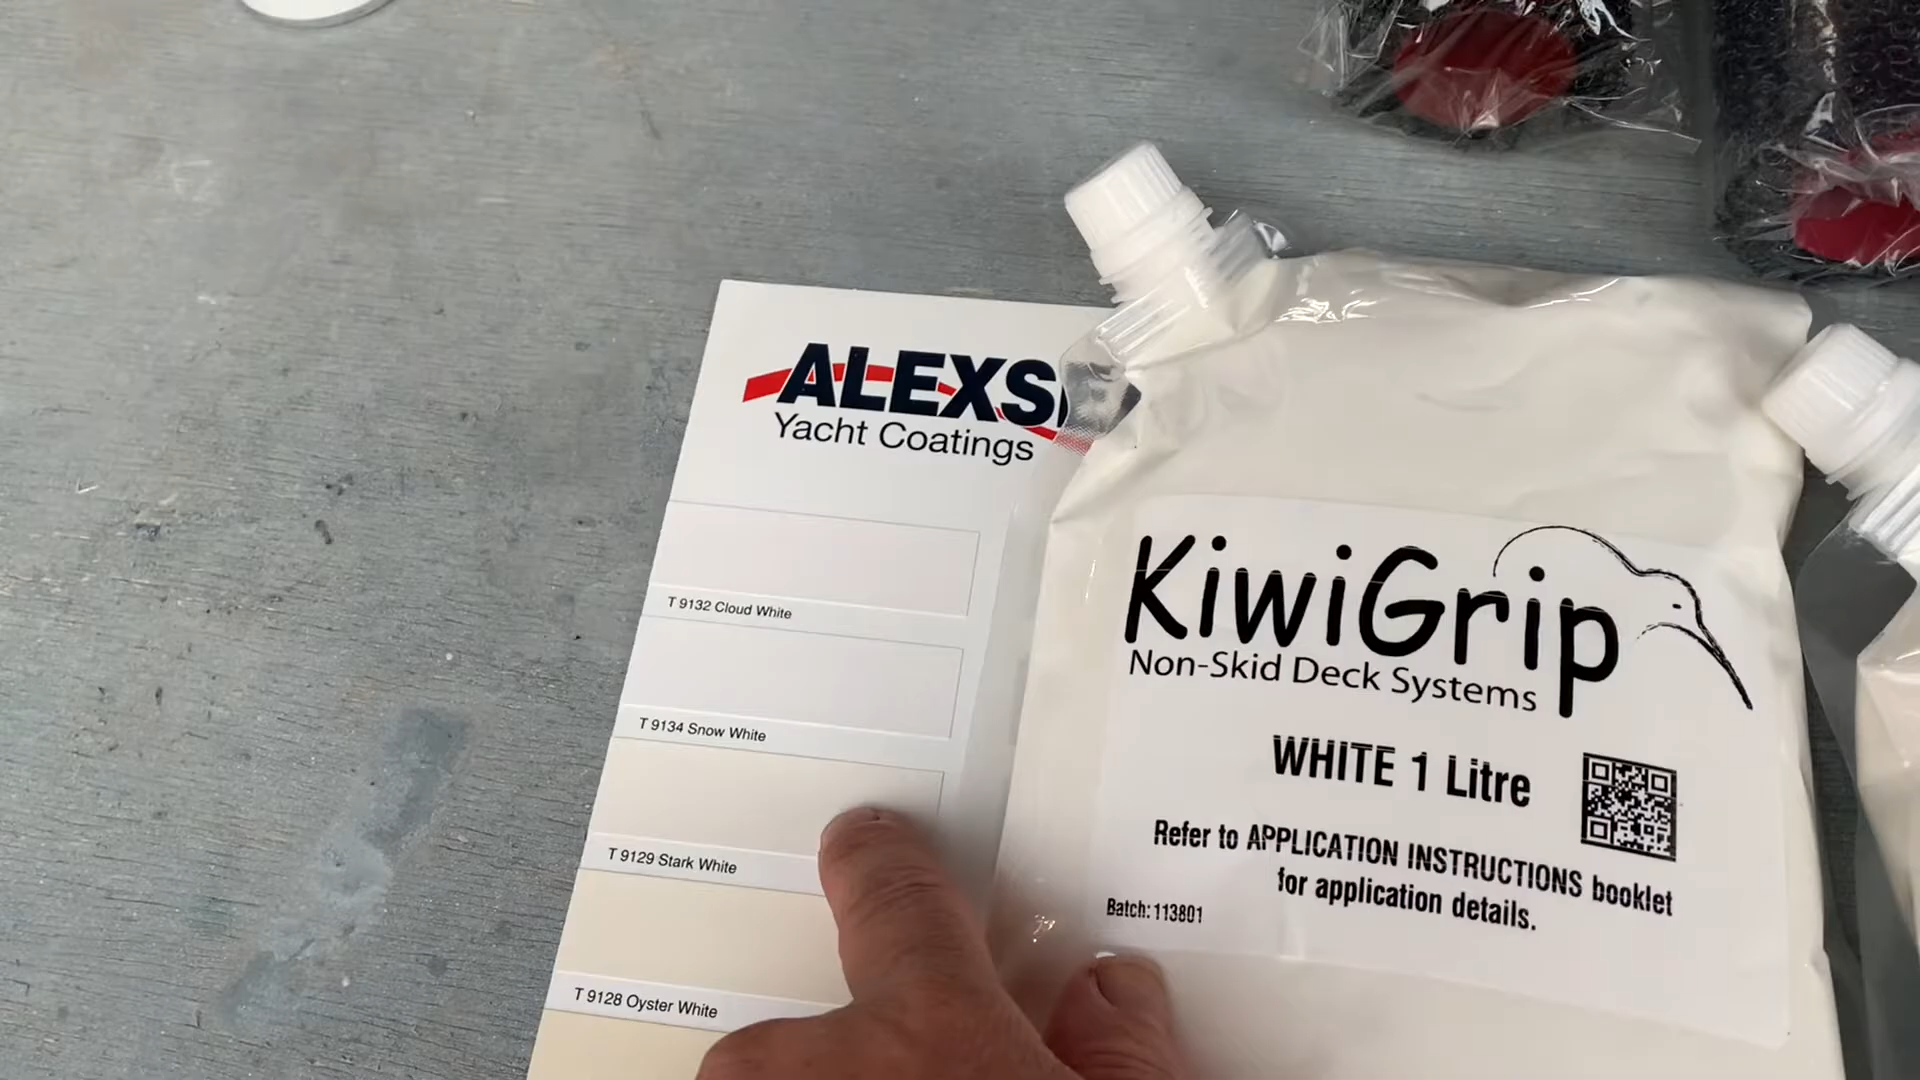 ALEXS
Yacht Coatings
T 9132 Cloud White
T 9134 Snow White
T 9129 Stark White
T 9128 Oyster White
KiwiGrip
Non-Skid Deck Systems
WHITE 1 Litre
Refer to APPLICATION INSTRUCTIONS booklet
for application details.
Batch: 113801